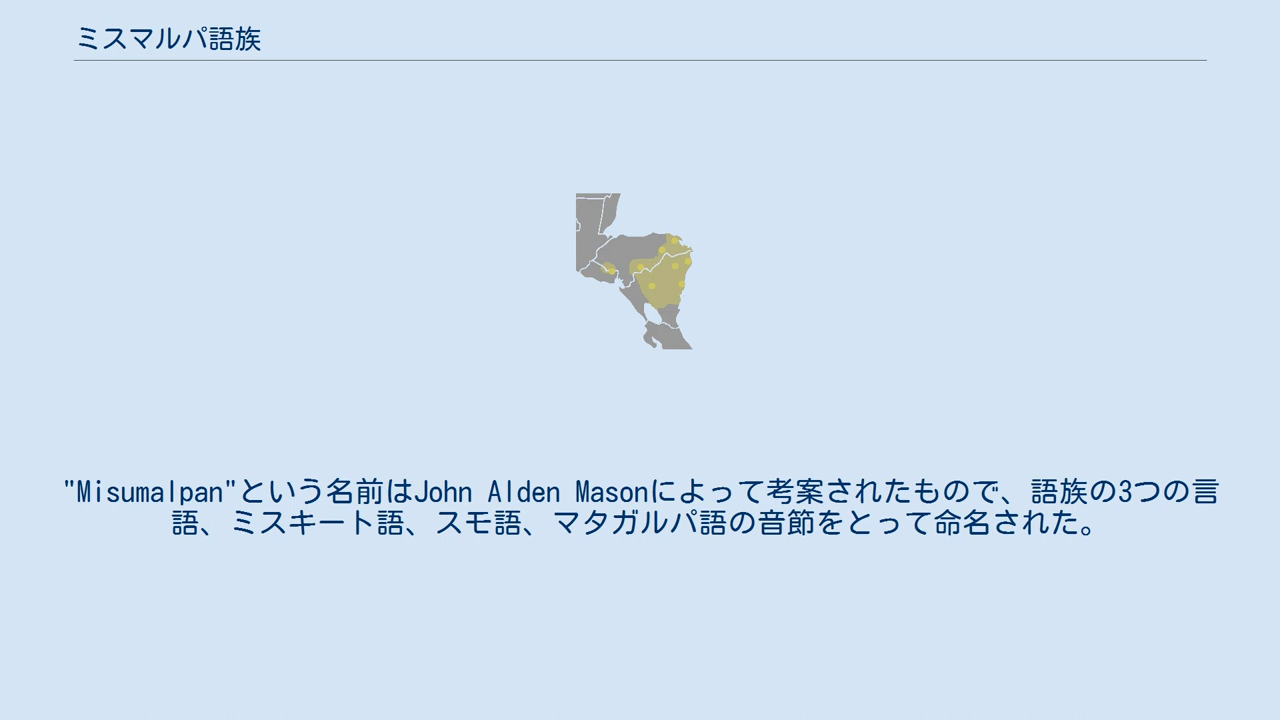 ミスマルパ語族
"Misumalpan"という名前はJohn Alden Masonによって考案されたもので、語族の3つの言
語、ミスキート語、スモ語、マタガルパ語の音節をとって命名された。